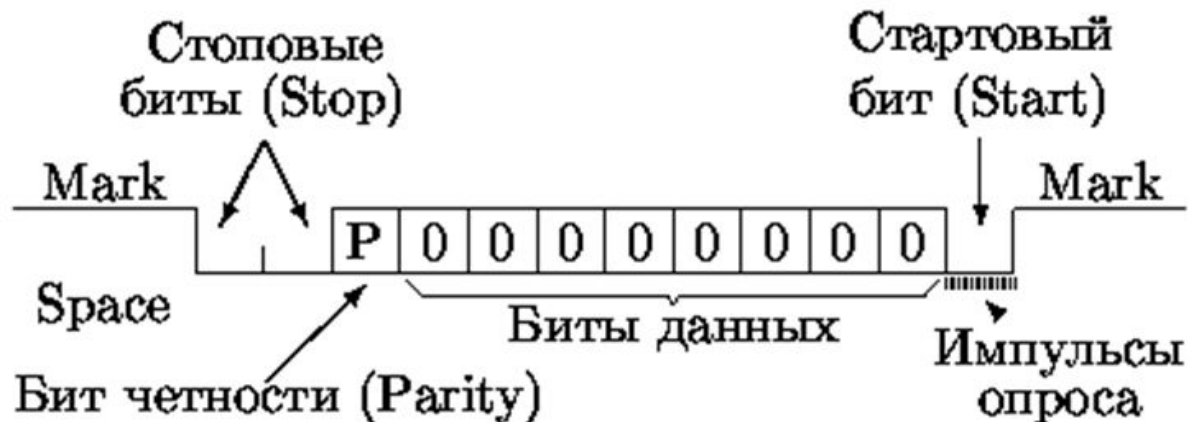 Стоповые
биты (Stop)
Стартовый
бит (Start)
Mark
Mark
P 0 0 0 0 0 0 0 0
Space
Биты данных
Импульсы
опроса
Бит четности (Parity)